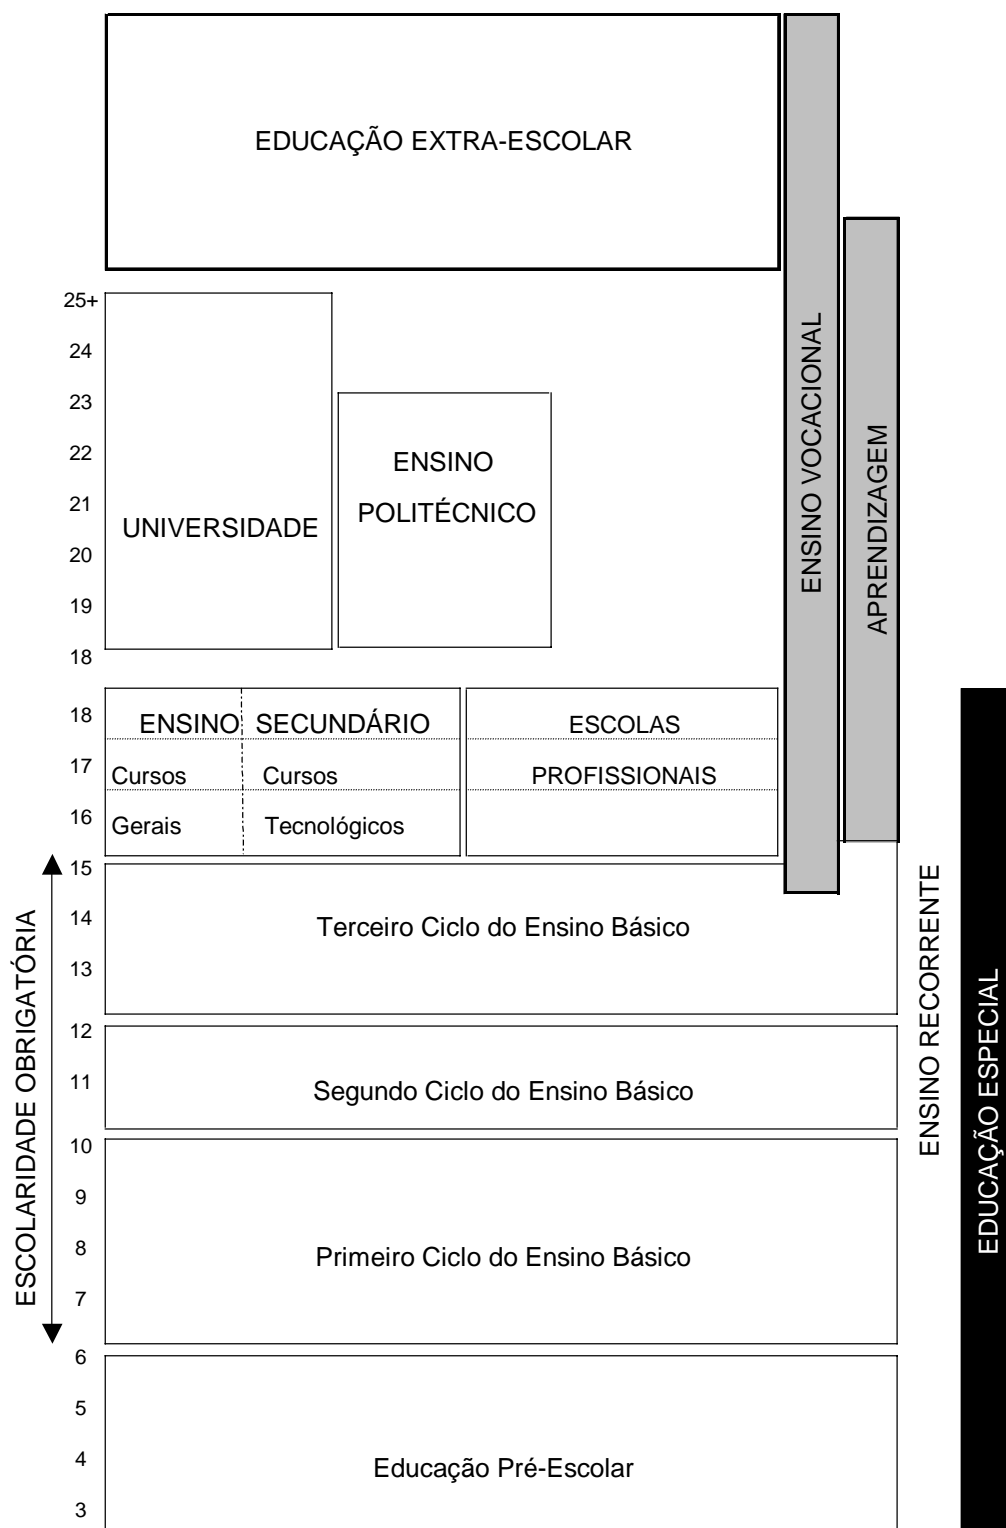 EDUCAÇÃO EXTRA-ESCOLAR
25+
24
23
22
21
20
19
18
UNIVERSIDADE
ENSINO
POLITÉCNICO
ENSINO VOCACIONAL
APRENDIZAGEM
18
17
16
ENSINO SECUNDÁRIO
Cursos
Gerais
Cursos
Tecnológicos
ESCOLAS
PROFISSIONAIS
15
14
13
Terceiro Ciclo do Ensino Básico
12
11
Segundo Ciclo do Ensino Básico
10
9
8
7
Primeiro Ciclo do Ensino Básico
6
5
4
3
Educação Pré-Escolar
ESCOLARIDADE OBRIGATÓRIA
ENSINO RECORRENTE
EDUCAÇÃO ESPECIAL